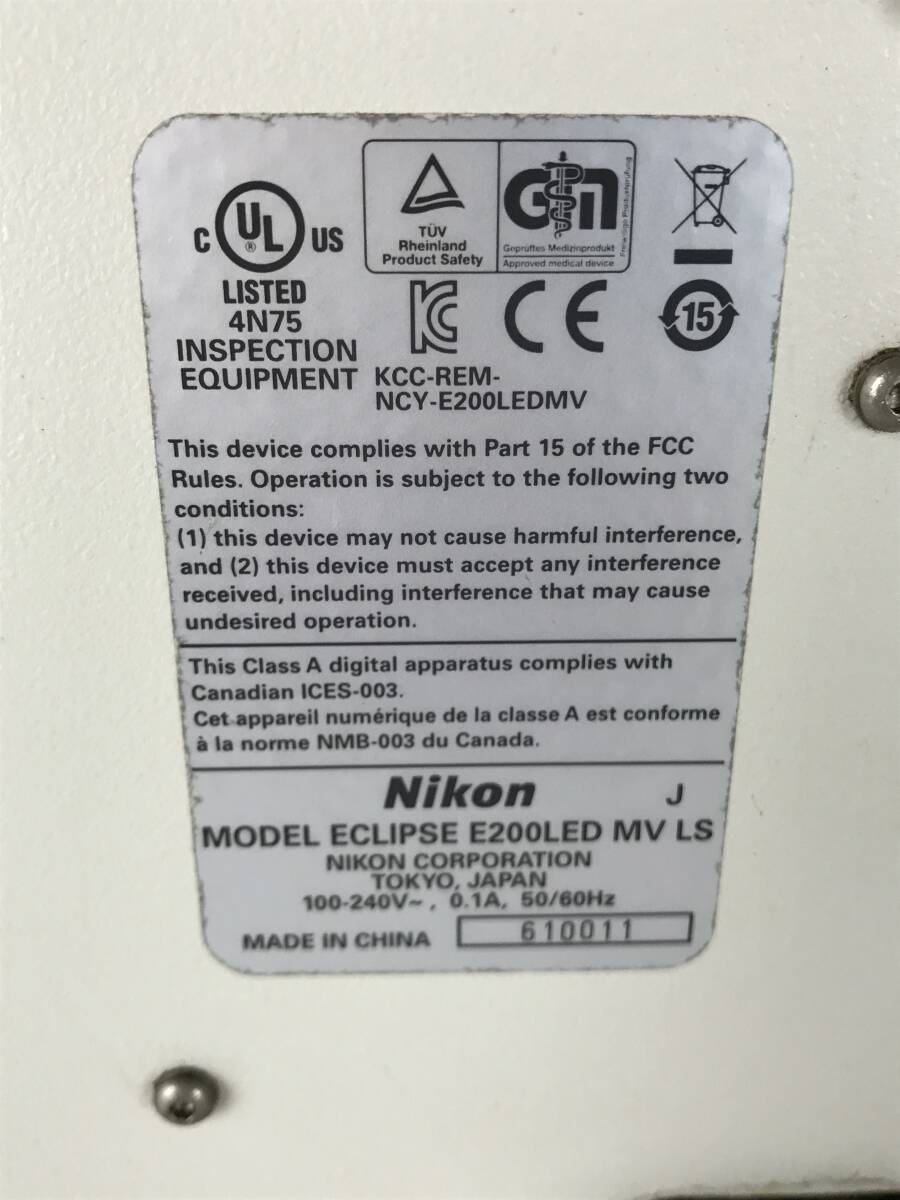 C UL US
®
LISTED
4N75
INSPECTION
EQUIPMENT
TÜV
Rheinland
Product Safety
GM
Geprüftes Medizinprodukt
Approved medical device
Freiwillige Produktprüfung
KC CE 15
KCC-REM-
NCY-E200LEDMV
This device complies with Part 15 of the FCC
Rules. Operation is subject to the following two
conditions:
(1) this device may not cause harmful interference,
and (2) this device must accept any interference
received, including interference that may cause
undesired operation.
This Class A digital apparatus complies with
Canadian ICES-003.
Cet appareil numérique de la classe A est conforme
à la norme NMB-003 du Canada.
Nikon J
MODEL ECLIPSE E200LED MV LS
NIKON CORPORATION
TOKYO, JAPAN
100-240V~, 0.1A, 50/60Hz
MADE IN CHINA 610011